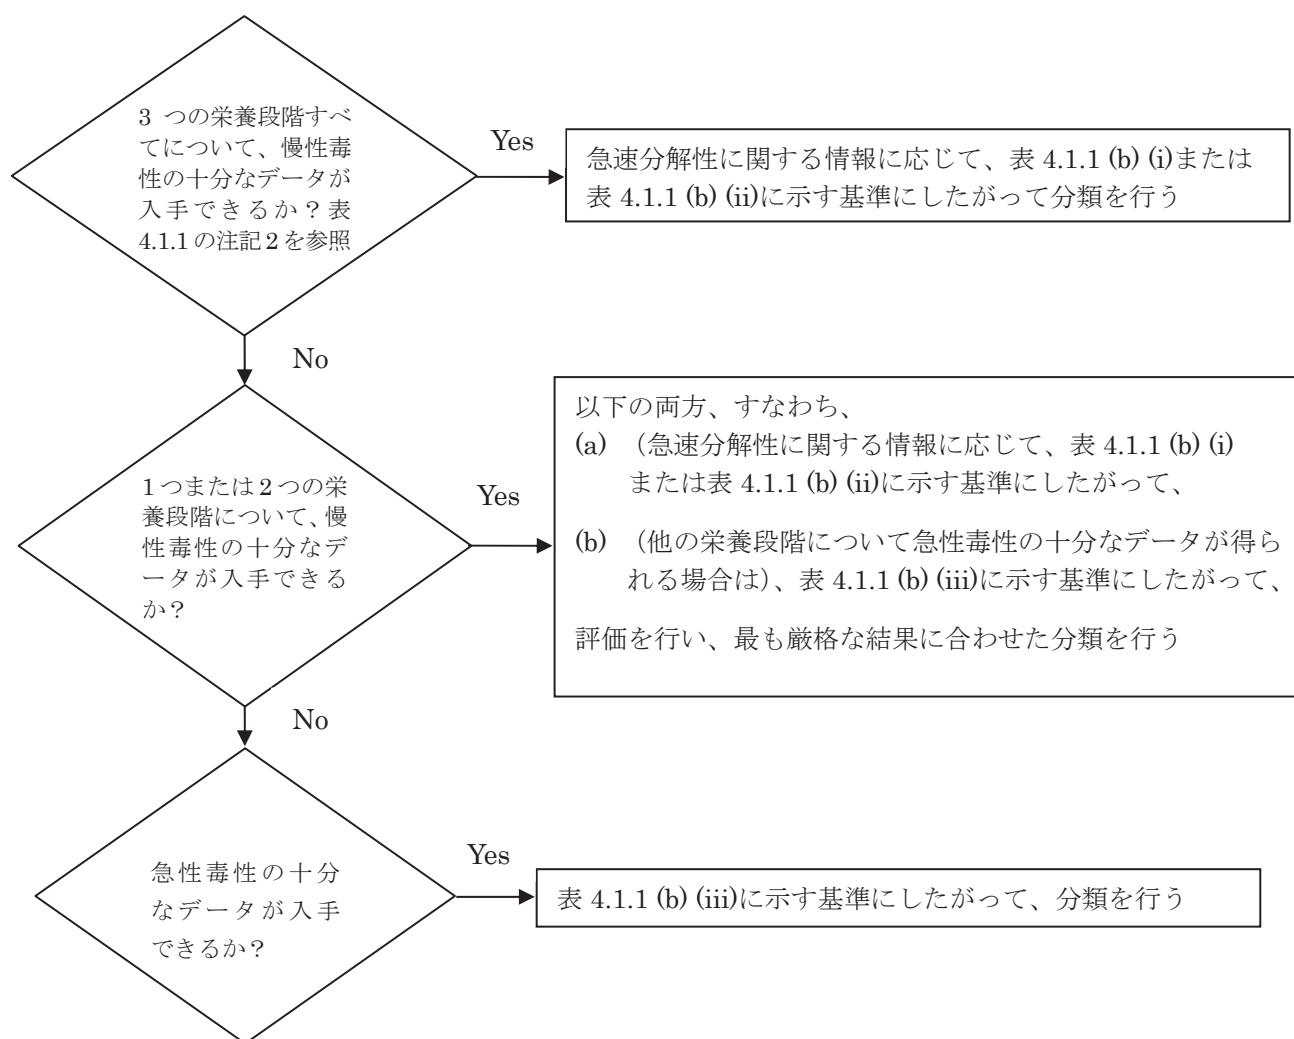 3 つの栄養段階すべ
てについて、慢性毒
性の十分なデータが
入手できるか？表
4.1.1の注記2を参照
Yes
急速分解性に関する情報に応じて、表 4.1.1 (b) (i)または
表 4.1.1 (b) (ii)に示す基準にしたがって分類を行う
No
1つまたは2つの栄
養段階について、慢
性毒性の十分なデ
ータが入手できる
か？
Yes
以下の両方、すなわち、
(a) （急速分解性に関する情報に応じて、表 4.1.1 (b) (i)
または表 4.1.1 (b) (ii)に示す基準にしたがって、
(b) （他の栄養段階について急性毒性の十分なデータが得ら
れる場合は）、表 4.1.1 (b) (iii)に示す基準にしたがって、
評価を行い、最も厳格な結果に合わせた分類を行う
No
急性毒性の十分
なデータが入手
できるか？
Yes
表 4.1.1 (b) (iii)に示す基準にしたがって、分類を行う